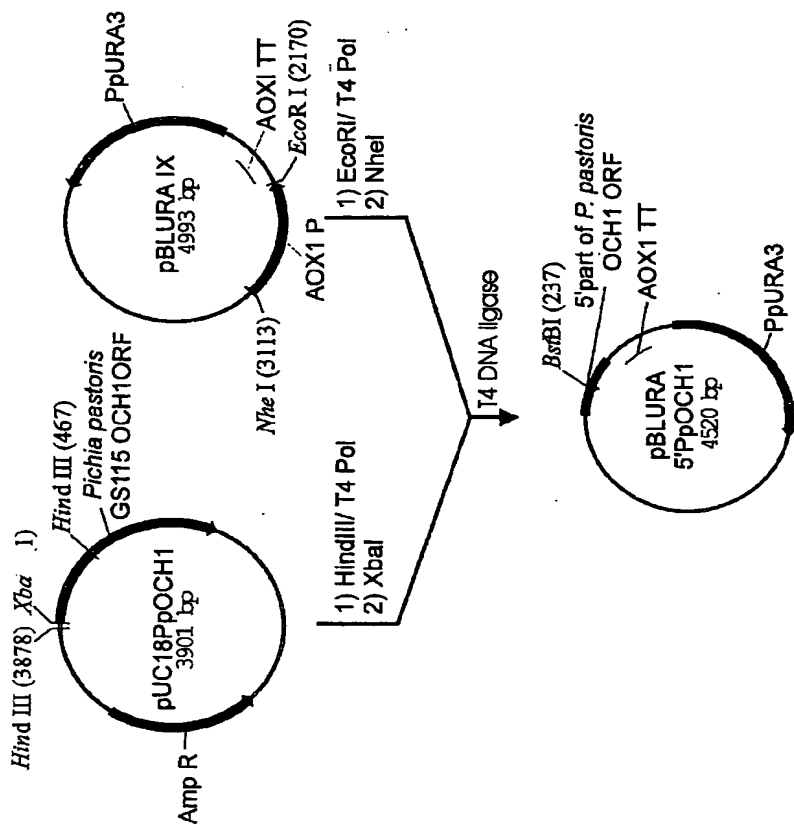 Hind III (3878)
Xba 1)
Hind III (467)
Pichia pastoris
GS115 OCH1ORF
pUC18PpOCH1
3901 bp
Amp R
1) HindIII/ T4 Pol
2) XbaI
PpURA3
pBLURA IX
4993 bp
AOX1 TT
EcoR I (2170)
AOX1 P
Nhe I (3113)
1) EcoRI/ T4 Pol
2) NheI
T4 DNA ligase
BstBI (237)
5'part of P. pastoris
OCH1 ORF
AOX1 TT
pBLURA
5'PpOCH1
4520 bp
PpURA3